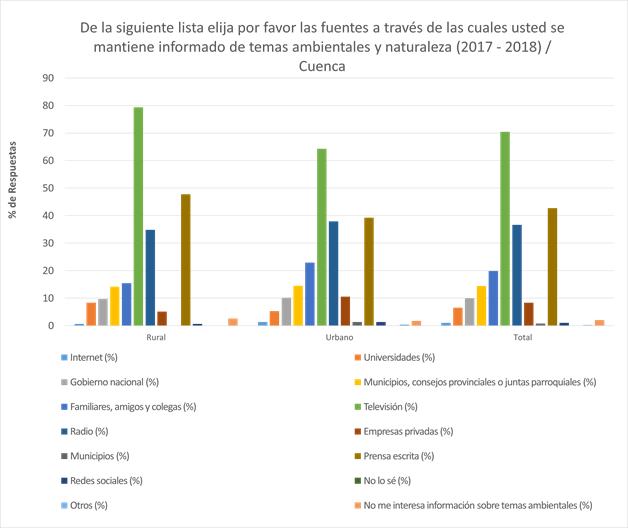 De la siguiente lista elija por favor las fuentes a través de las cuales usted se
mantiene informado de temas ambientales y naturaleza (2017 - 2018) /
Cuenca
% de Respuestas
90
80
70
60
50
40
30
20
10
0
Rural Urbano Total
Internet (%) Universidades (%)
Gobierno nacional (%) Municipios, consejos provinciales o juntas parroquiales (%)
Familiares, amigos y colegas (%) Televisión (%)
Radio (%) Empresas privadas (%)
Municipios (%) Prensa escrita (%)
Redes sociales (%) No lo sé (%)
Otros (%) No me interesa información sobre temas ambientales (%)